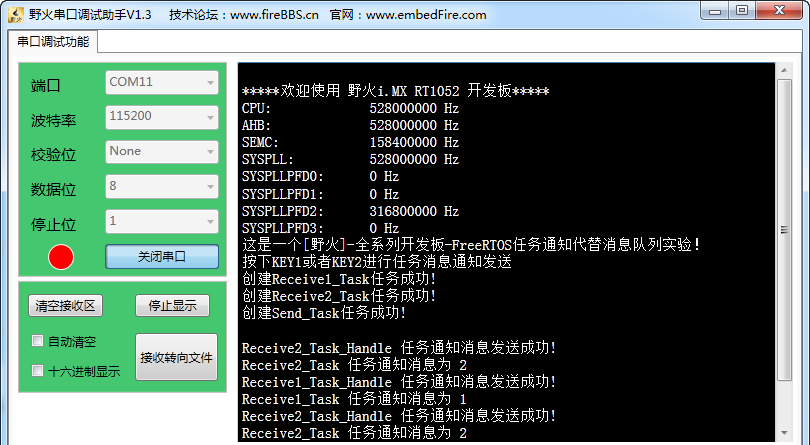 野火串口调试助手V1.3 技术论坛：www.fireBBS.cn 官网：www.embedFire.com
串口调试功能
端口 COM11
波特率 115200
校验位 None
数据位 8
停止位 1
关闭串口
清空接收区 停止显示
自动清空
十六进制显示
接收转向文件
*****欢迎使用 野火i.MX RT1052 开发板*****
CPU: 528000000 Hz
AHB: 528000000 Hz
SEMC: 158400000 Hz
SYSPLL: 528000000 Hz
SYSPLLPFD0: 0 Hz
SYSPLLPFD1: 0 Hz
SYSPLLPFD2: 316800000 Hz
SYSPLLPFD3: 0 Hz
这是一个[野火]-全系列开发板-FreeRTOS任务通知代替消息队列实验！
按下KEY1或者KEY2进行任务消息通知发送
创建Receive1_Task任务成功!
创建Receive2_Task任务成功!
创建Send_Task任务成功!
Receive2_Task_Handle 任务通知消息发送成功!
Receive2_Task 任务通知消息为 2
Receive1_Task_Handle 任务通知消息发送成功!
Receive1_Task 任务通知消息为 1
Receive2_Task_Handle 任务通知消息发送成功!
Receive2_Task 任务通知消息为 2